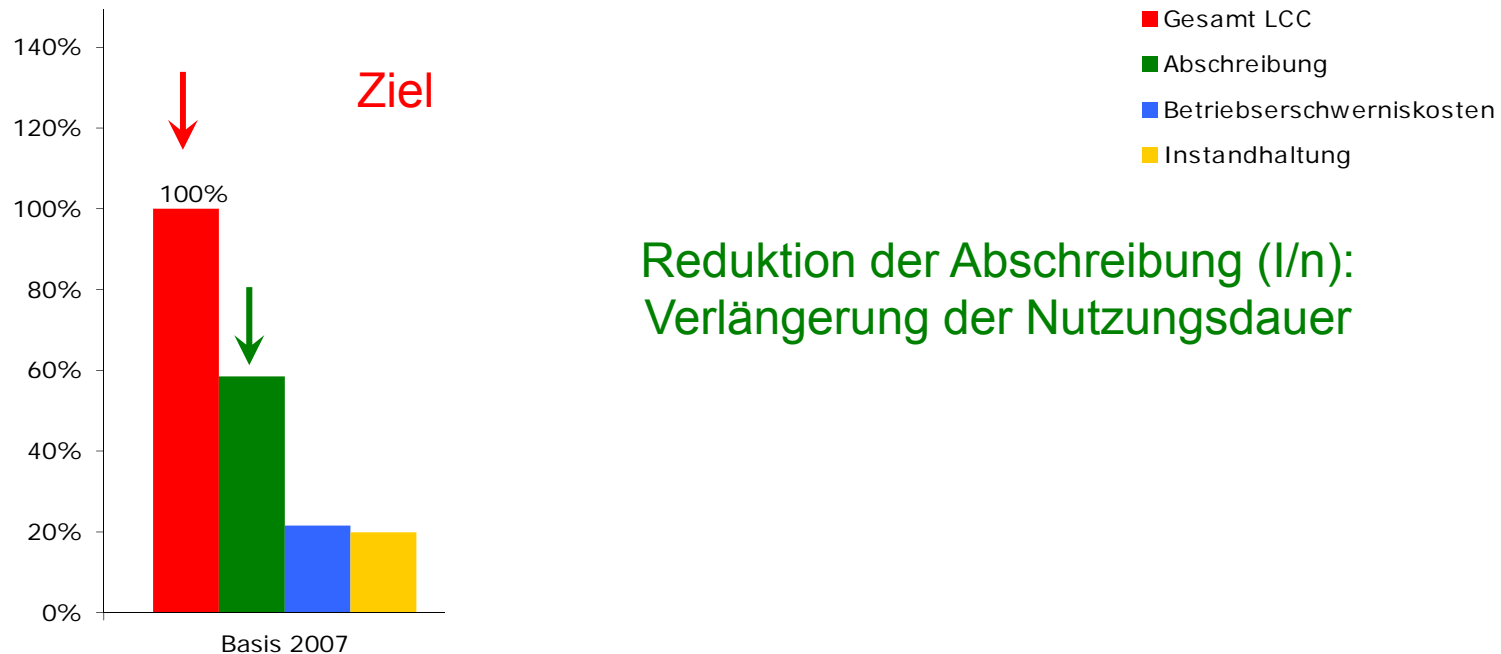 140%
120%
100%
80%
60%
40%
20%
0%
Ziel
100%
Basis 2007
Gesamt LCC
Abschreibung
Betriebserschwerniskosten
Instandhaltung
Reduktion der Abschreibung (I/n):
Verlängerung der Nutzungsdauer